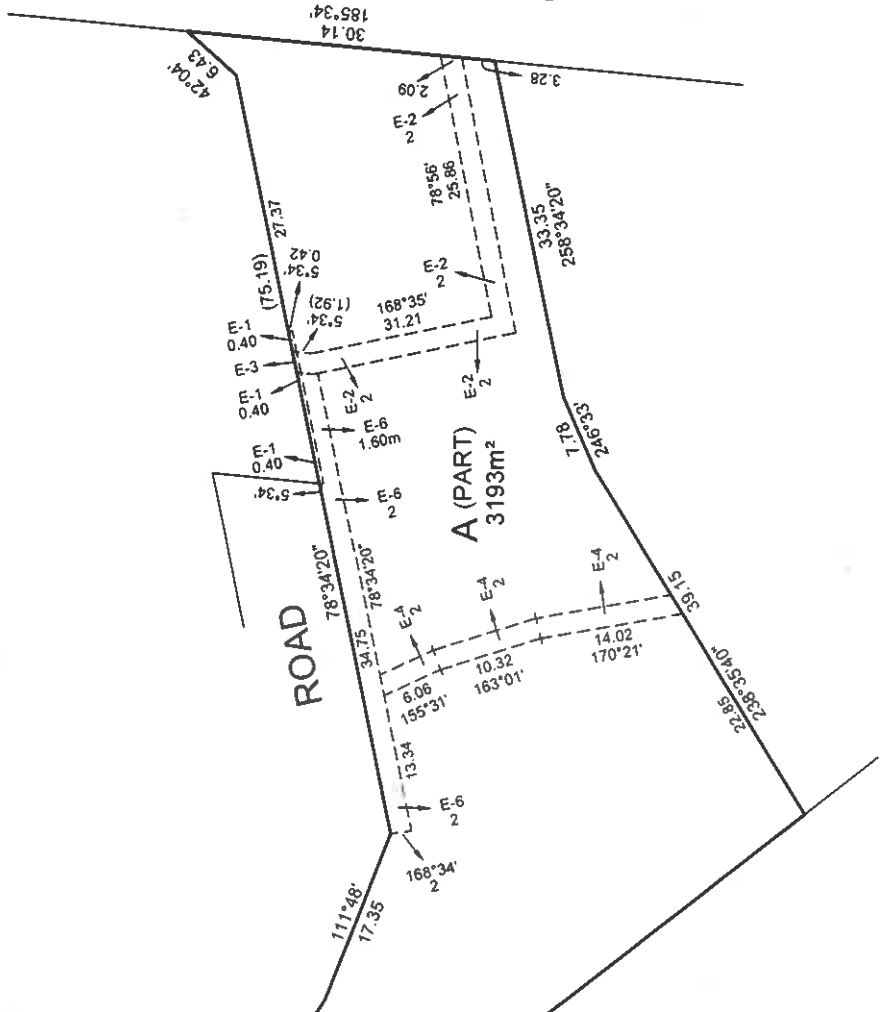 185°34'
30.14
42°04'
6.43
3.28
2.09
E-2
2
78°56'
25.86
27.37
(75.19)
0.42
5°34'
E-1
0.40
5°34'
(1.92)
168°35'
31.21
E-2
2
33.35
258°34'20"
E-3
E-1
0.40
E-2
2
E-2
2
E-6
1.60m
E-1
0.40
5°34'
E-6
2
7.78
246°33'
A (PART)
3193m²
78°34'20"
78°34'20"
ROAD
34.75
E-4
2
E-4
2
E-4
2
39.15
6.06
155°31'
10.32
163°01'
14.02
170°21'
22.85
238°35'40"
13.34
E-6
2
168°34'
2
111°48'
17.35